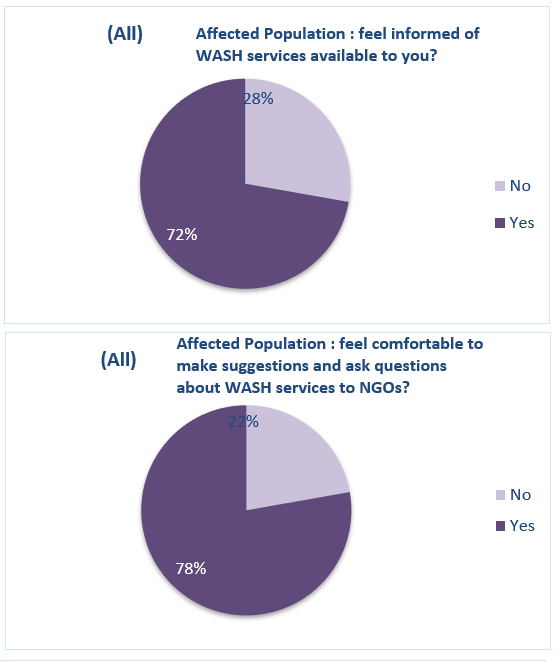 (All)
Affected Population : feel informed of
WASH services available to you?
28%
72%
No
Yes
(All)
Affected Population : feel comfortable to
make suggestions and ask questions
about WASH services to NGOs?
22%
78%
No
Yes